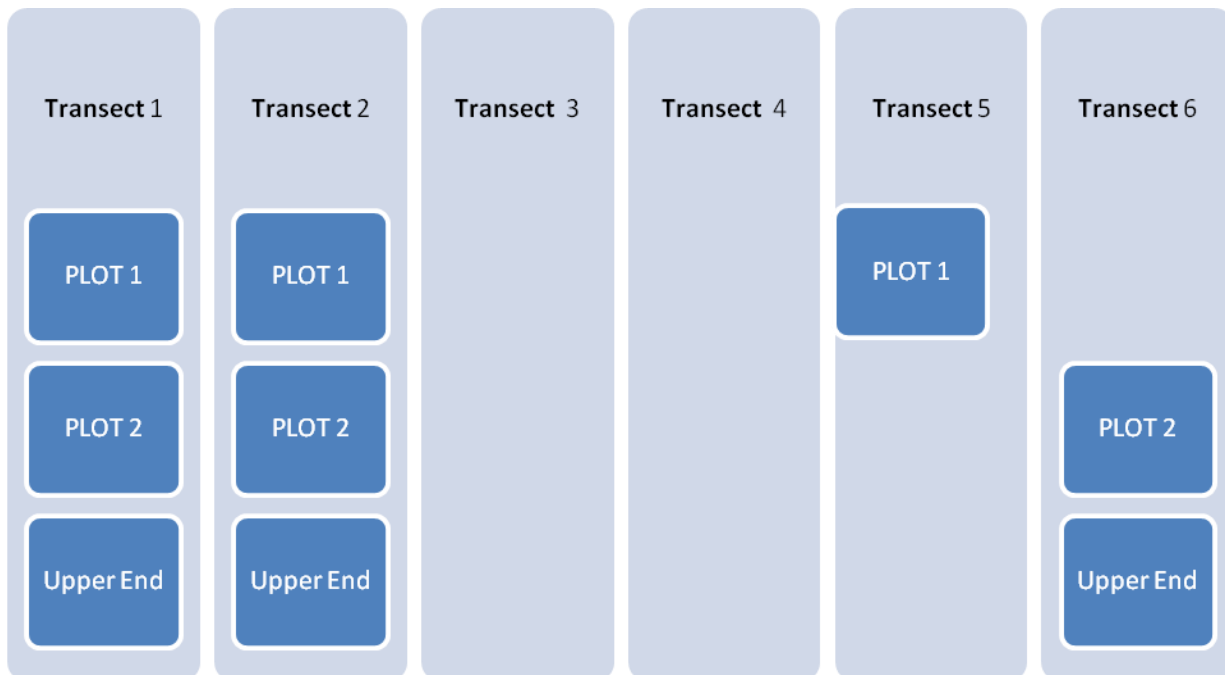 Transect 1
Transect 2
Transect 3
Transect 4
Transect 5
Transect 6
PLOT 1
PLOT 1
PLOT 1
PLOT 2
PLOT 2
PLOT 2
Upper End
Upper End
Upper End